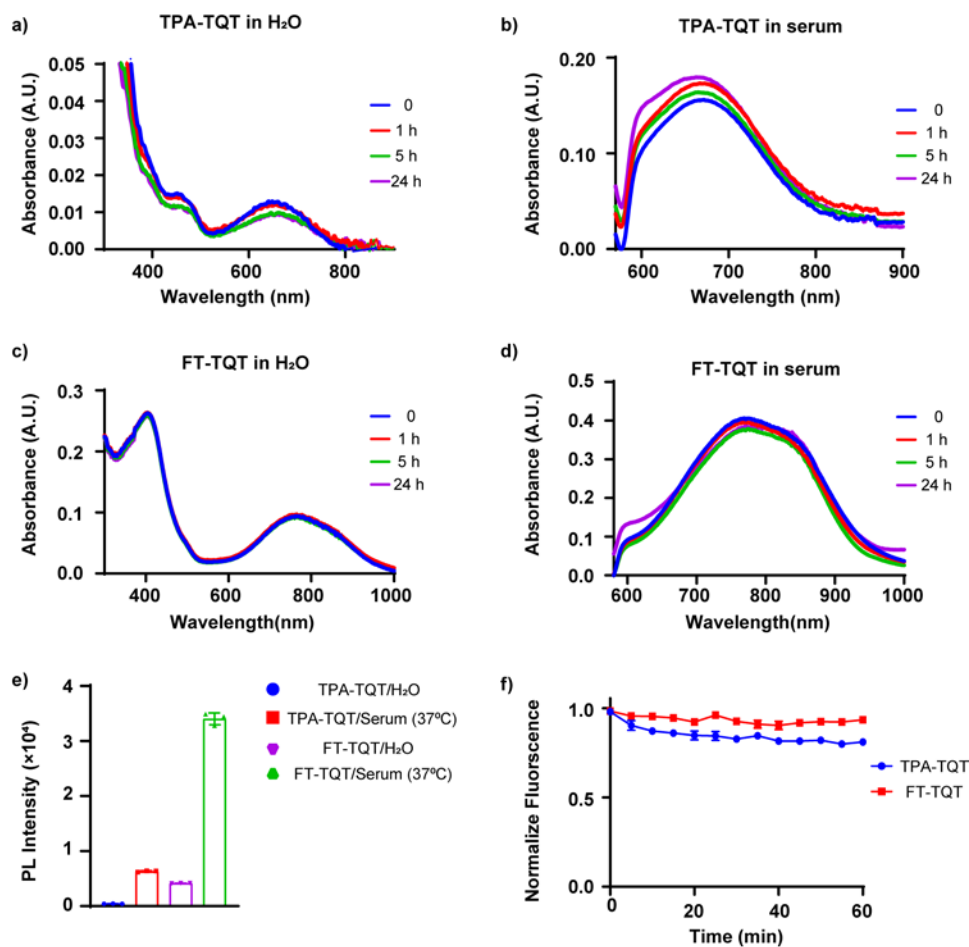 a)
TPA-TQT in H₂O
Absorbance (A.U.)
0.05
0.04
0.03
0.02
0.01
0.00
400
600
800
Wavelength (nm)
0
1 h
5 h
24 h
b)
TPA-TQT in serum
Absorbance (A.U.)
0.20
0.10
0.00
600
700
800
900
Wavelength (nm)
0
1 h
5 h
24 h
c)
FT-TQT in H₂O
Absorbance (A.U.)
0.3
0.2
0.1
0.0
400
600
800
1000
Wavelength(nm)
0
1 h
5 h
24 h
d)
FT-TQT in serum
Absorbance (A.U.)
0.5
0.4
0.3
0.2
0.1
0.0
600
700
800
900
1000
Wavelength(nm)
0
1 h
5 h
24 h
e)
PL Intensity (×10⁴)
4
3
2
1
0
TPA-TQT/H₂O
TPA-TQT/Serum (37ºC)
FT-TQT/H₂O
FT-TQT/Serum (37ºC)
f)
Normalize Fluorescence
1.0
0.5
0.0
0
20
40
60
Time (min)
TPA-TQT
FT-TQT